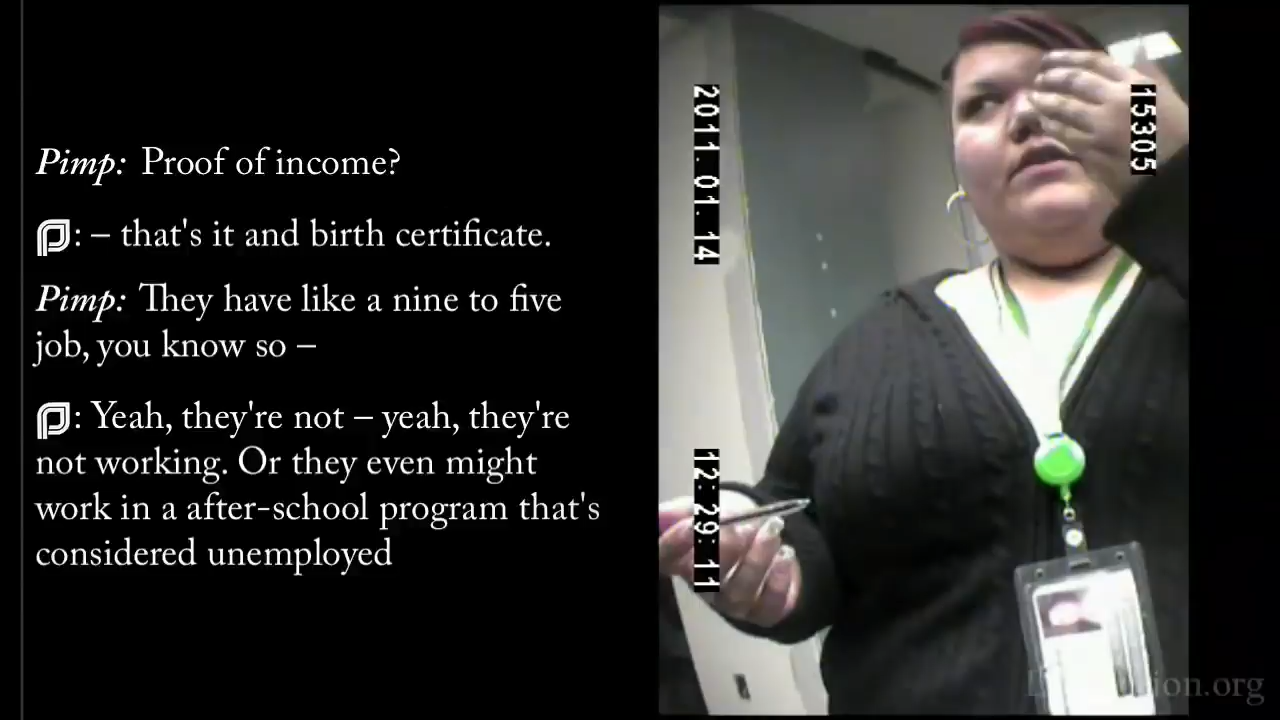 Pimp: Proof of income?
: – that's it and birth certificate.
Pimp: They have like a nine to five
job, you know so –
: Yeah, they're not – yeah, they're
not working. Or they even might
work in a after-school program that's
considered unemployed
2011.01.14
12:29:11
15305